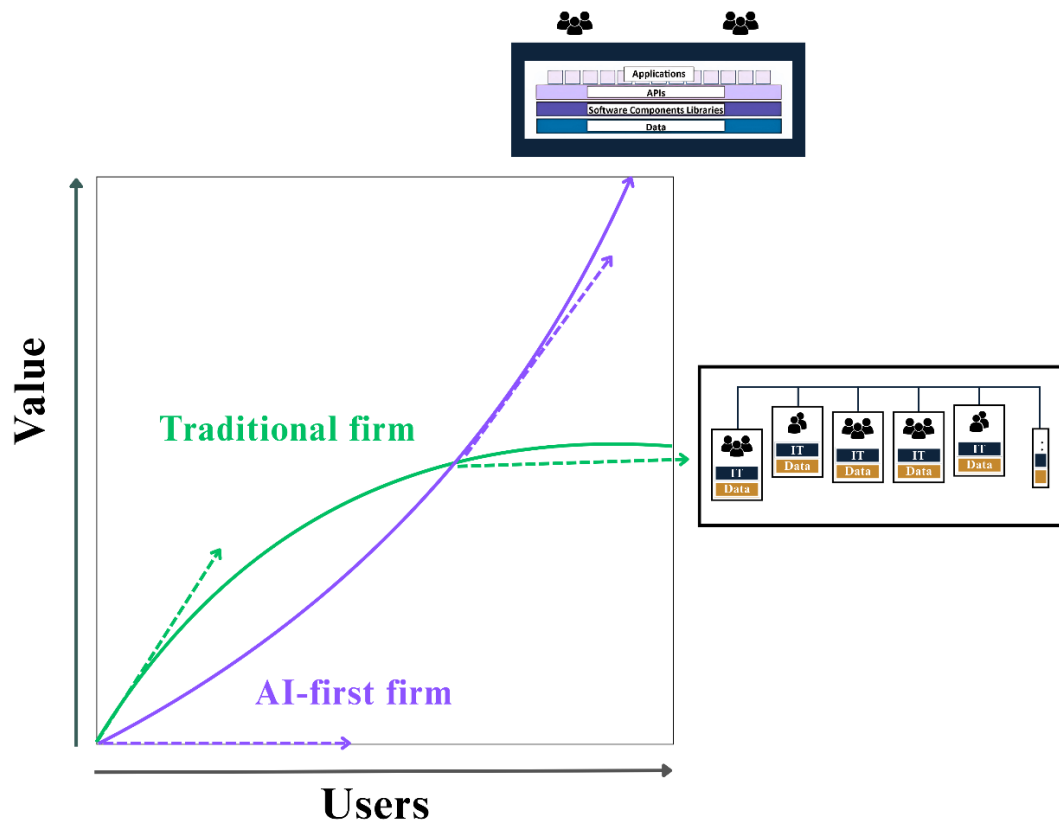 Applications
APIs
Software Components Libraries
Data
Value
Traditional firm
AI-first firm
Users
IT
Data
IT
Data
IT
Data
IT
Data
IT
Data